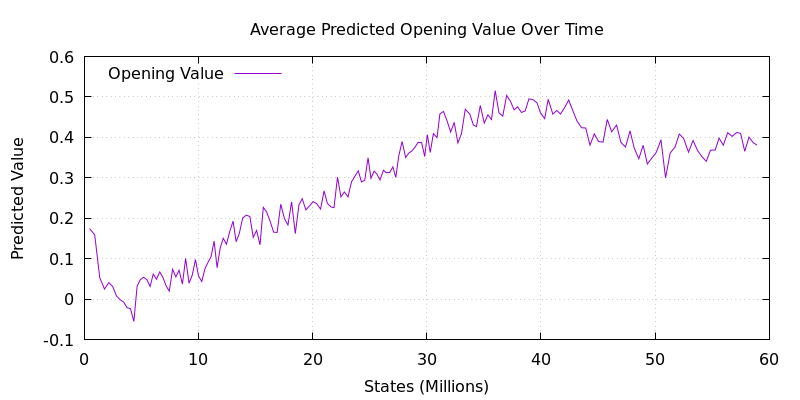 Average Predicted Opening Value Over Time
Opening Value
Predicted Value
0.6
0.5
0.4
0.3
0.2
0.1
0
-0.1
0 10 20 30 40 50 60
States (Millions)